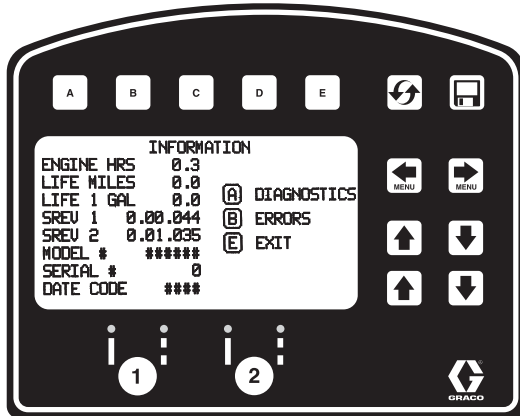 A B C D E
INFORMATION
ENGINE HRS 0.3
LIFE MILES 0.0
LIFE 1 GAL 0.0
SREV 1 0.00.044
SREV 2 0.01.035
MODEL # ######
SERIAL # 0
DATE CODE ####
A DIAGNOSTICS
B ERRORS
E EXIT
MENU MENU
1 2
GRACO